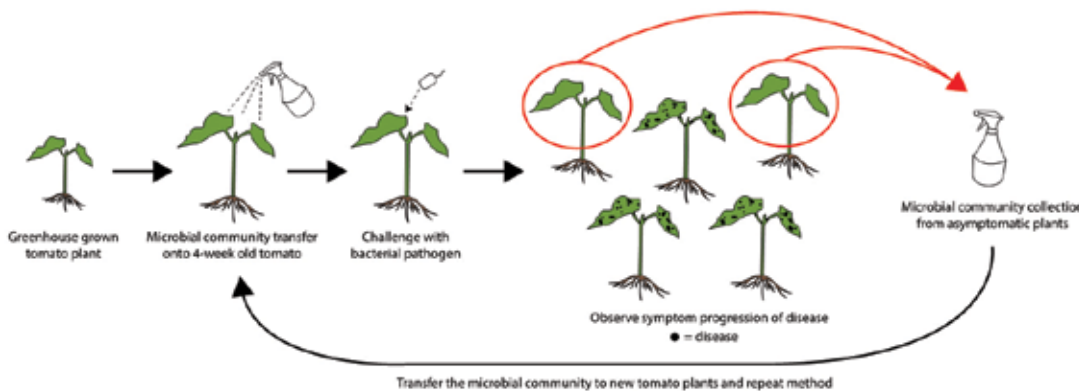 Greenhouse grown
tomato plant
Microbial community transfer
onto 4-week old tomato
Challenge with
bacterial pathogen
Observe symptom progression of disease
● = disease
Microbial community collection
from asymptomatic plants
Transfer the microbial community to new tomato plants and repeat method